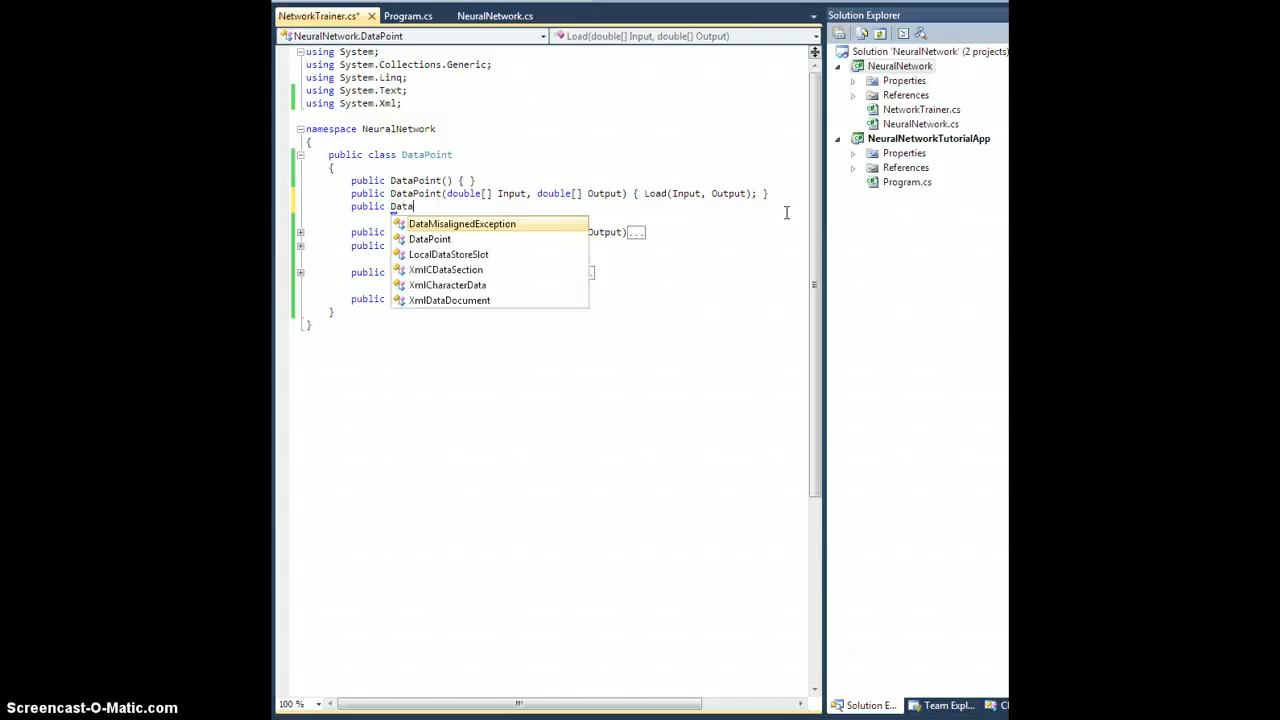 NetworkTrainer.cs* Program.cs NeuralNetwork.cs
NeuralNetwork.DataPoint Load(double[] Input, double[] Output)
using System;
using System.Collections.Generic;
using System.Linq;
using System.Text;
using System.Xml;
namespace NeuralNetwork
{
public class DataPoint
{
public DataPoint() { }
public DataPoint(double[] Input, double[] Output) { Load(Input, Output); }
public Data
DataMisalignedException
DataPoint
LocalDataStoreSlot
XmlCDataSection
XmlCharacterData
XmlDataDocument
public Output)...
public
public .
public
}
}
100 %
Solution Explorer
Solution 'NeuralNetwork' (2 projects)
NeuralNetwork
Properties
References
NetworkTrainer.cs
NeuralNetwork.cs
NeuralNetworkTutorialApp
Properties
References
Program.cs
Solution E... Team Expl...
Screencast-O-Matic.com